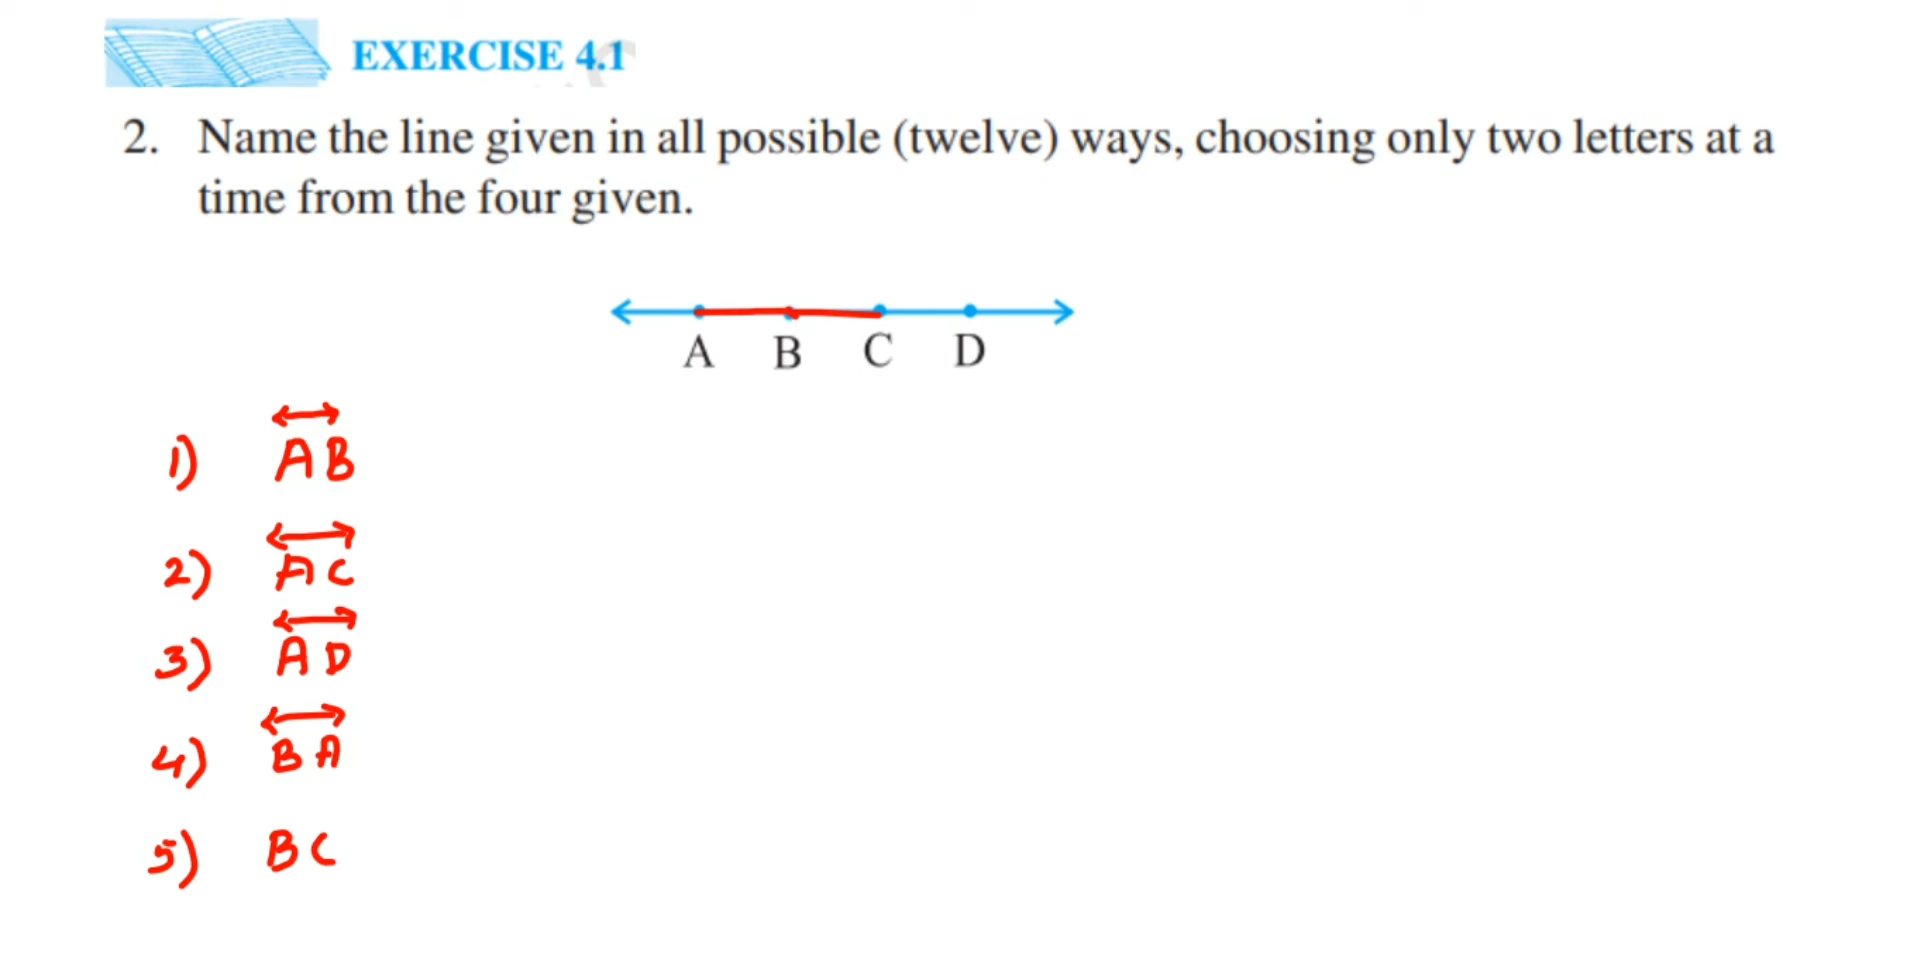 EXERCISE 4.1
2. Name the line given in all possible (twelve) ways, choosing only two letters at a
time from the four given.
A B C D
1) AB
2) AC
3) AD
4) BA
5) BC